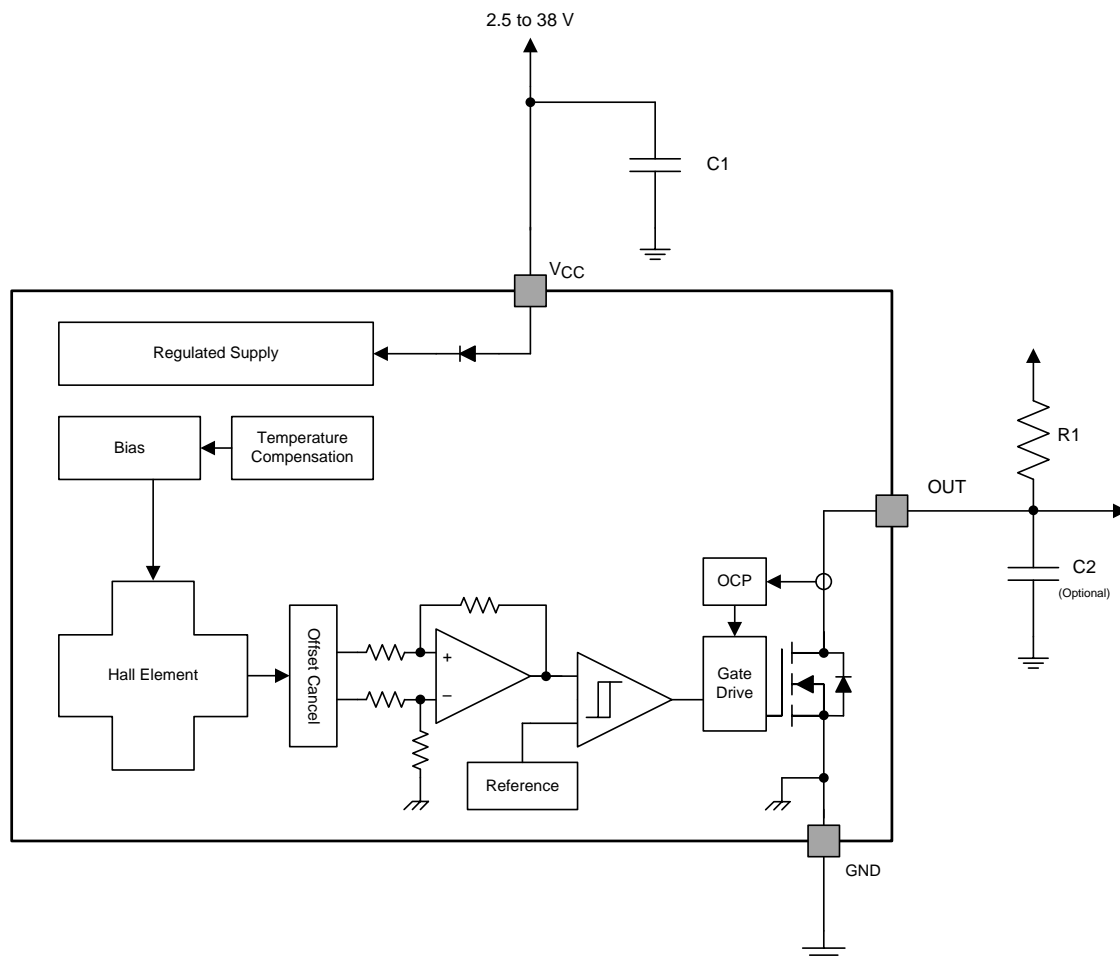 2.5 to 38 V
C1
VCC
Regulated Supply
Bias
Temperature
Compensation
R1
OUT
C2
(Optional)
OCP
Hall Element
Offset Cancel
+
–
Gate
Drive
Reference
GND